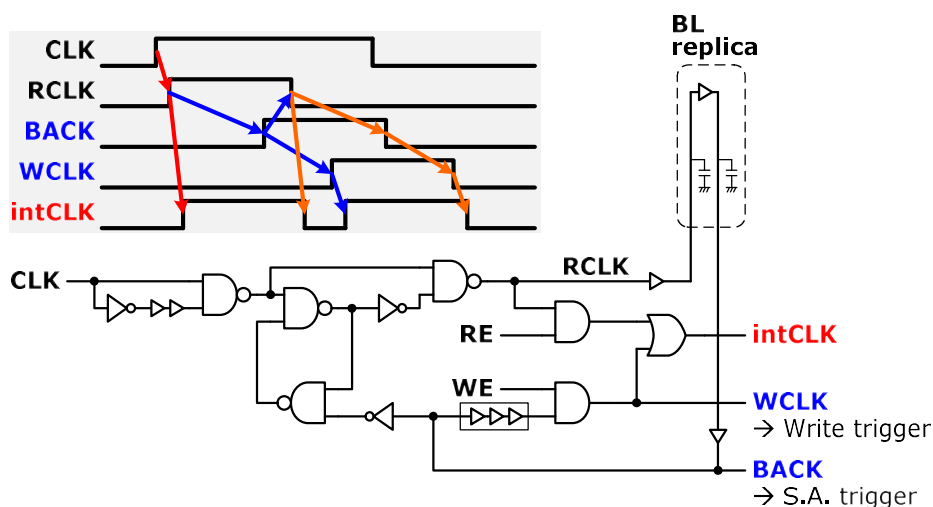 BL
replica
CLK
RCLK
BACK
WCLK
intCLK
CLK
RCLK
RE
intCLK
WE
WCLK
→ Write trigger
BACK
→ S.A. trigger